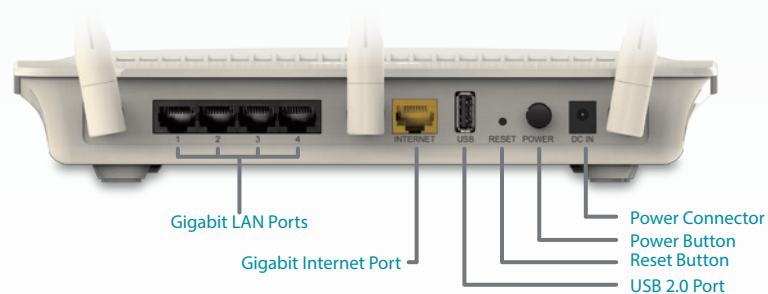 1 2 3 4 INTERNET USB RESET POWER DC IN
Gigabit LAN Ports
Gigabit Internet Port
Power Connector
Power Button
Reset Button
USB 2.0 Port